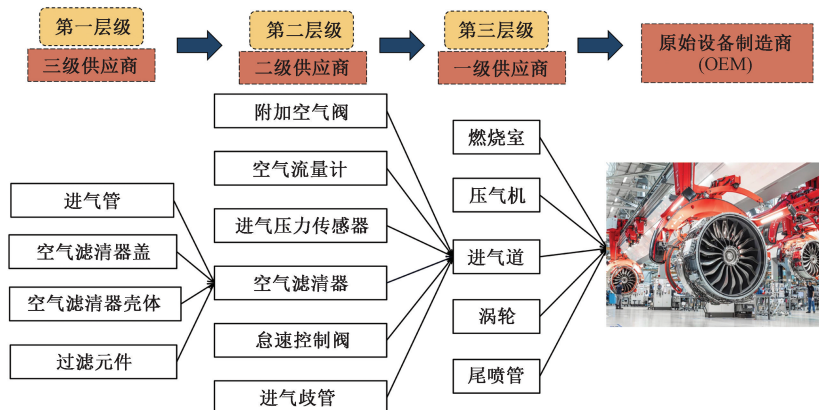 第一层级
三级供应商
第二层级
二级供应商
第三层级
一级供应商
原始设备制造商
(OEM)
进气管
空气滤清器盖
空气滤清器壳体
过滤元件
附加空气阀
空气流量计
进气压力传感器
空气滤清器
怠速控制阀
进气歧管
燃烧室
压气机
进气道
涡轮
尾喷管